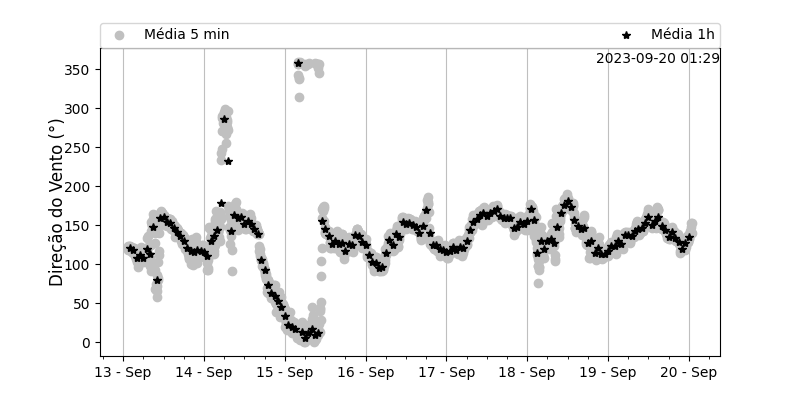 Média 5 min
Média 1h
2023-09-20 01:29
Direção do Vento (°)
350
300
250
200
150
100
50
0
13 - Sep
14 - Sep
15 - Sep
16 - Sep
17 - Sep
18 - Sep
19 - Sep
20 - Sep